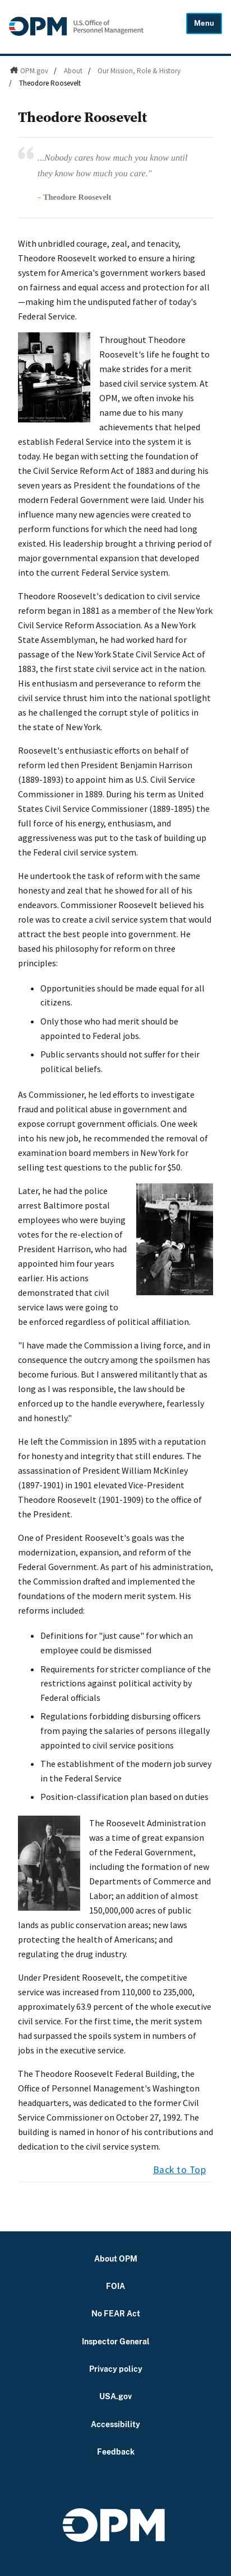 OPM U.S. Office of
Personnel Management
Menu
OPM.gov / About / Our Mission, Role & History
/ Theodore Roosevelt
Theodore Roosevelt
“ ...Nobody cares how much you know until
they know how much you care."
– Theodore Roosevelt
With unbridled courage, zeal, and tenacity,
Theodore Roosevelt worked to ensure a hiring
system for America's government workers based
on fairness and equal access and protection for all
—making him the undisputed father of today's
Federal Service.
Throughout Theodore
Roosevelt's life he fought to
make strides for a merit
based civil service system. At
OPM, we often invoke his
name due to his many
achievements that helped
establish Federal Service into the system it is
today. He began with setting the foundation of
the Civil Service Reform Act of 1883 and during his
seven years as President the foundations of the
modern Federal Government were laid. Under his
influence many new agencies were created to
perform functions which the need had long
existed. His leadership brought a thriving period of
major governmental expansion that developed
into the current Federal Service system.
Theodore Roosevelt's dedication to civil service
reform began in 1881 as a member of the New York
Civil Service Reform Association. As a New York
State Assemblyman, he had worked hard for
passage of the New York State Civil Service Act of
1883, the first state civil service act in the nation.
His enthusiasm and perseverance to reform the
civil service thrust him into the national spotlight
as he challenged the corrupt style of politics in
the state of New York.
Roosevelt's enthusiastic efforts on behalf of
reform led then President Benjamin Harrison
(1889-1893) to appoint him as U.S. Civil Service
Commissioner in 1889. During his term as United
States Civil Service Commissioner (1889-1895) the
full force of his energy, enthusiasm, and
aggressiveness was put to the task of building up
the Federal civil service system.
He undertook the task of reform with the same
honesty and zeal that he showed for all of his
endeavors. Commissioner Roosevelt believed his
role was to create a civil service system that would
attract the best people into government. He
based his philosophy for reform on three
principles:
• Opportunities should be made equal for all
citizens.
• Only those who had merit should be
appointed to Federal jobs.
• Public servants should not suffer for their
political beliefs.
As Commissioner, he led efforts to investigate
fraud and political abuse in government and
expose corrupt government officials. One week
into his new job, he recommended the removal of
examination board members in New York for
selling test questions to the public for $50.
Later, he had the police
arrest Baltimore postal
employees who were buying
votes for the re-election of
President Harrison, who had
appointed him four years
earlier. His actions
demonstrated that civil
service laws were going to
be enforced regardless of political affiliation.
"I have made the Commission a living force, and in
consequence the outcry among the spoilsmen has
become furious. But I answered militantly that as
long as I was responsible, the law should be
enforced up to the handle everywhere, fearlessly
and honestly."
He left the Commission in 1895 with a reputation
for honesty and integrity that still endures. The
assassination of President William McKinley
(1897-1901) in 1901 elevated Vice-President
Theodore Roosevelt (1901-1909) to the office of
the President.
One of President Roosevelt's goals was the
modernization, expansion, and reform of the
Federal Government. As part of his administration,
the Commission drafted and implemented the
foundations of the modern merit system. His
reforms included:
• Definitions for "just cause" for which an
employee could be dismissed
• Requirements for stricter compliance of the
restrictions against political activity by
Federal officials
• Regulations forbidding disbursing officers
from paying the salaries of persons illegally
appointed to civil service positions
• The establishment of the modern job survey
in the Federal Service
• Position-classification plan based on duties
The Roosevelt Administration
was a time of great expansion
of the Federal Government,
including the formation of new
Departments of Commerce and
Labor; an addition of almost
150,000,000 acres of public
lands as public conservation areas; new laws
protecting the health of Americans; and
regulating the drug industry.
Under President Roosevelt, the competitive
service was increased from 110,000 to 235,000,
approximately 63.9 percent of the whole executive
civil service. For the first time, the merit system
had surpassed the spoils system in numbers of
jobs in the executive service.
The Theodore Roosevelt Federal Building, the
Office of Personnel Management's Washington
headquarters, was dedicated to the former Civil
Service Commissioner on October 27, 1992. The
building is named in honor of his contributions and
dedication to the civil service system.
Back to Top
About OPM
FOIA
No FEAR Act
Inspector General
Privacy policy
USA.gov
Accessibility
Feedback
OPM